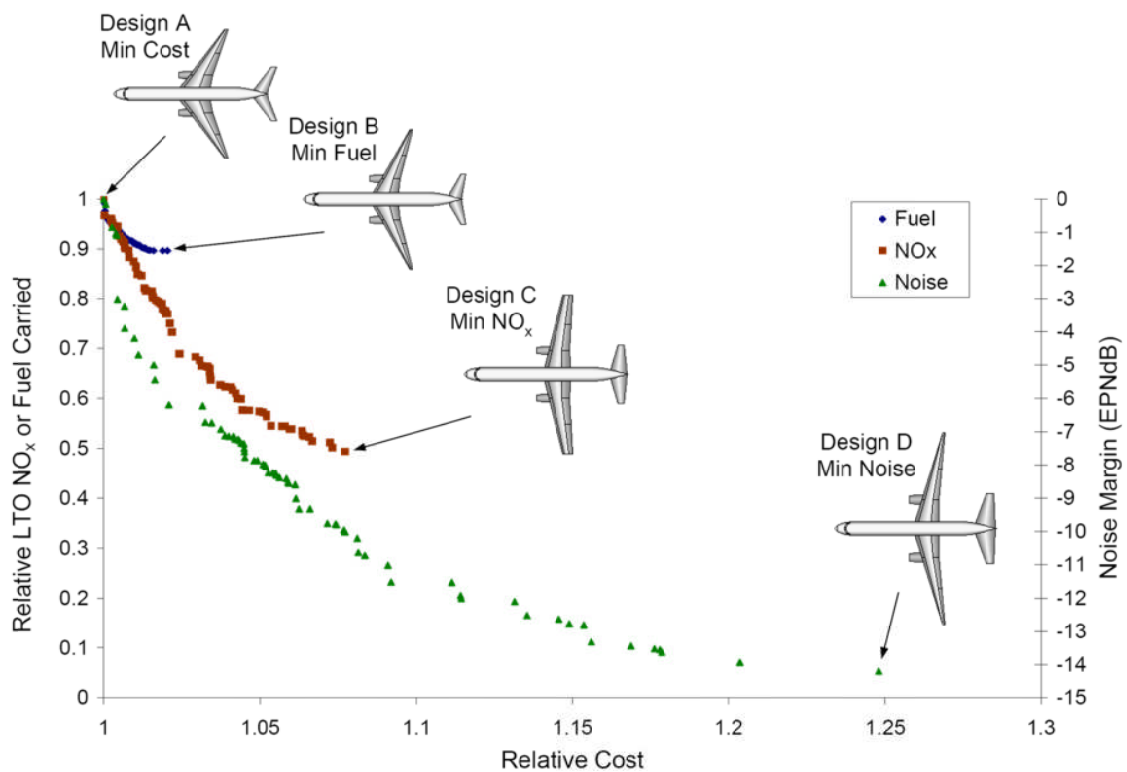 Design A
Min Cost
Design B
Min Fuel
Design C
Min NOx
Design D
Min Noise
Fuel
NOx
Noise
Relative LTO NOx or Fuel Carried
1
0.9
0.8
0.7
0.6
0.5
0.4
0.3
0.2
0.1
0
Noise Margin (EPNdB)
0
-1
-2
-3
-4
-5
-6
-7
-8
-9
-10
-11
-12
-13
-14
-15
1
1.05
1.1
1.15
1.2
1.25
1.3
Relative Cost